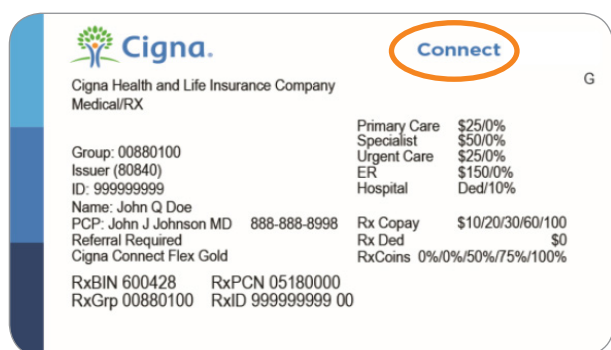 Cigna.
Connect
G
Cigna Health and Life Insurance Company
Medical/RX
Primary Care $25/0%
Specialist $50/0%
Urgent Care $25/0%
ER $150/0%
Hospital Ded/10%
Group: 00880100
Issuer (80840)
ID: 999999999
Name: John Q Doe
PCP: John J Johnson MD 888-888-8998
Referral Required
Cigna Connect Flex Gold
Rx Copay $10/20/30/60/100
Rx Ded $0
RxCoins 0%/0%/50%/75%/100%
RxBIN 600428 RxPCN 05180000
RxGrp 00880100 RxID 999999999 00